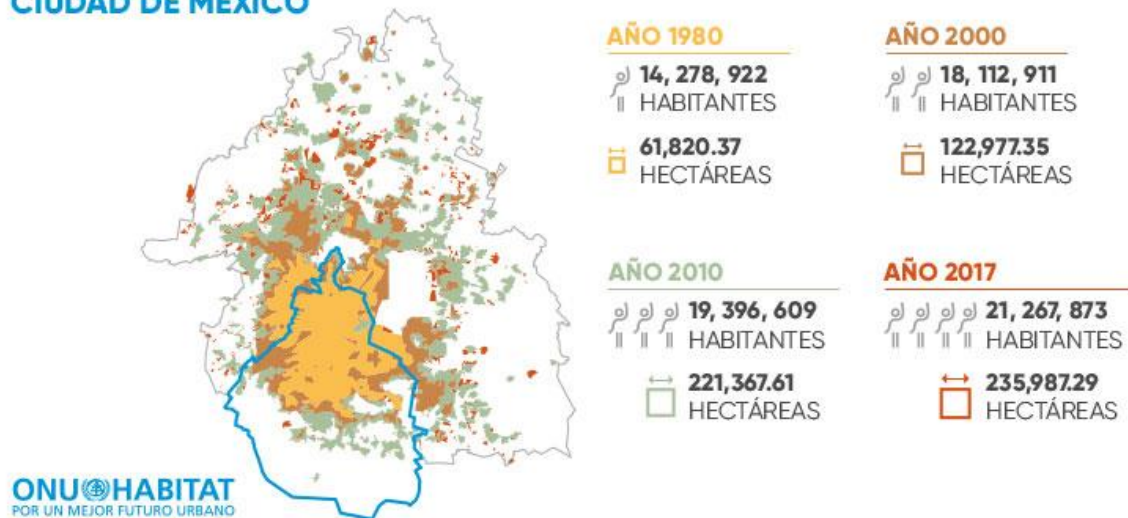 CIUDAD DE MÉXICO
AÑO 1980
14, 278, 922
HABITANTES
61,820.37
HECTÁREAS
AÑO 2000
18, 112, 911
HABITANTES
122,977.35
HECTÁREAS
AÑO 2010
19, 396, 609
HABITANTES
221,367.61
HECTÁREAS
AÑO 2017
21, 267, 873
HABITANTES
235,987.29
HECTÁREAS
ONU HABITAT
POR UN MEJOR FUTURO URBANO